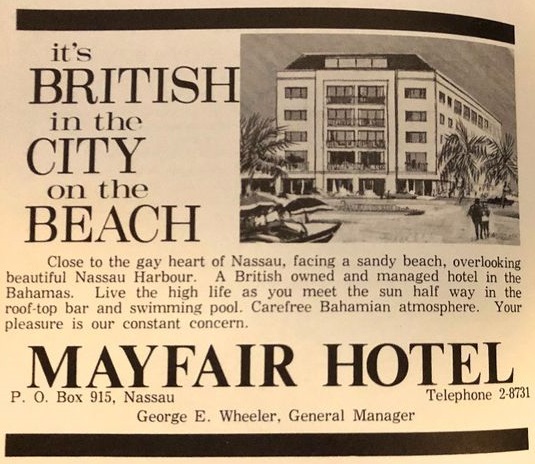 it's
BRITISH
in the
CITY
on the
BEACH
Close to the gay heart of Nassau, facing a sandy beach, overlooking
beautiful Nassau Harbour. A British owned and managed hotel in the
Bahamas. Live the high life as you meet the sun half way in the
roof-top bar and swimming pool. Carefree Bahamian atmosphere. Your
pleasure is our constant concern.
MAYFAIR HOTEL
P. O. Box 915, Nassau Telephone 2-8731
George E. Wheeler, General Manager